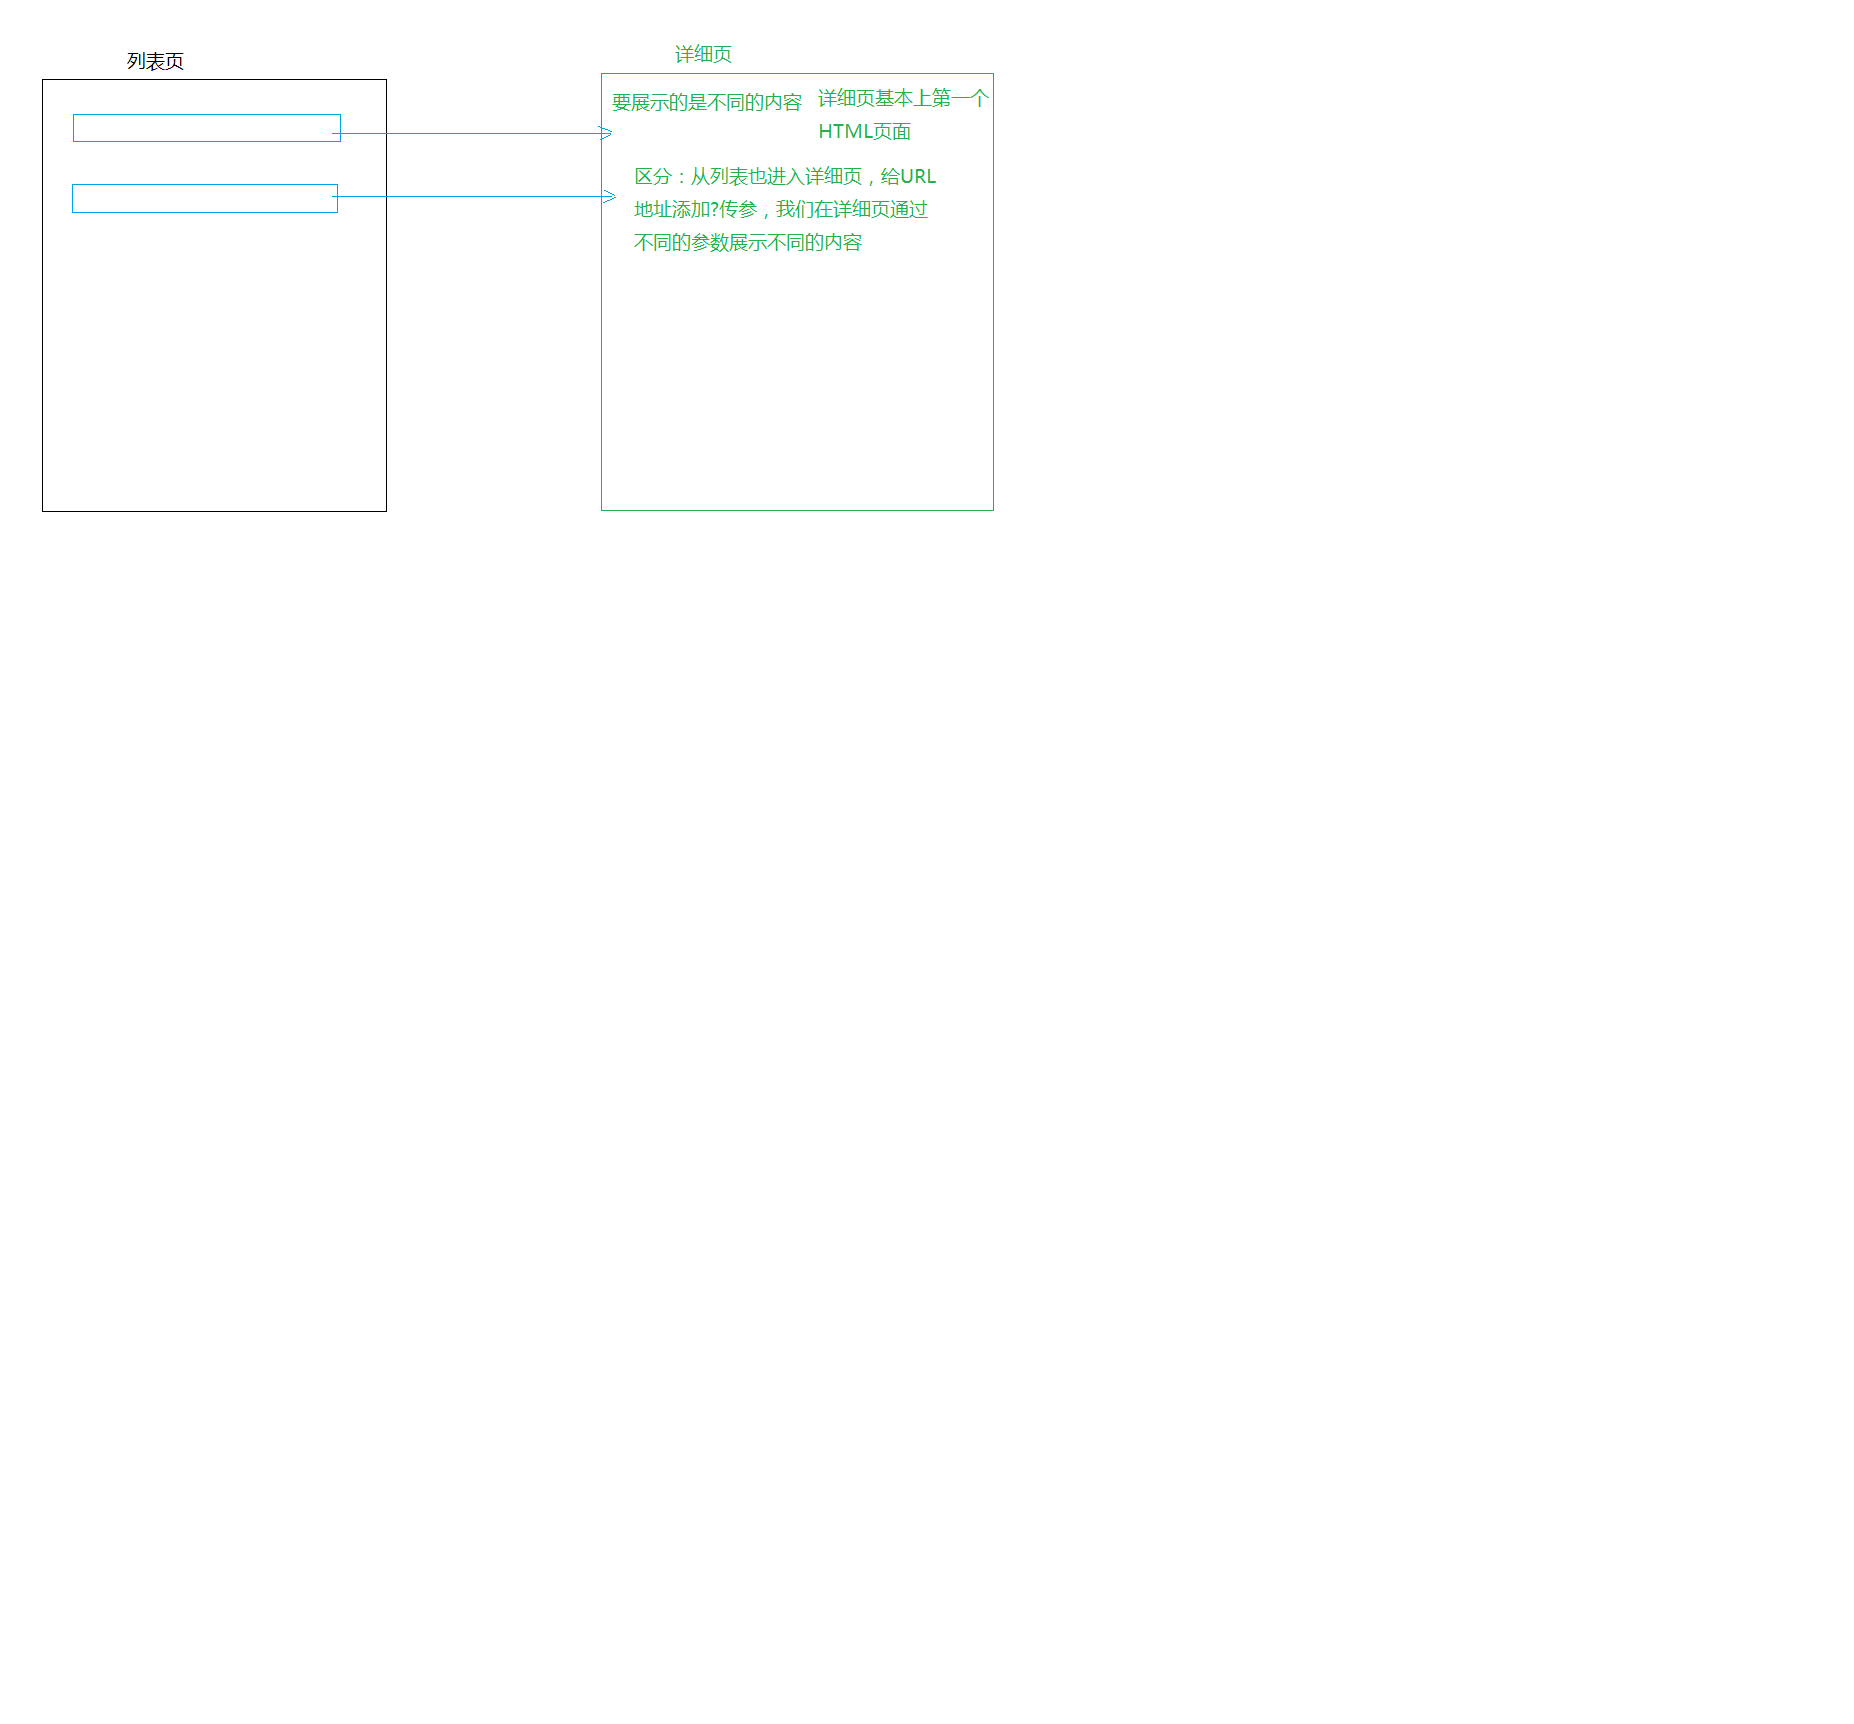 列表页
详细页
要展示的是不同的内容
详细页基本上第一个
HTML页面
区分：从列表也进入详细页，给URL
地址添加?传参，我们在详细页通过
不同的参数展示不同的内容